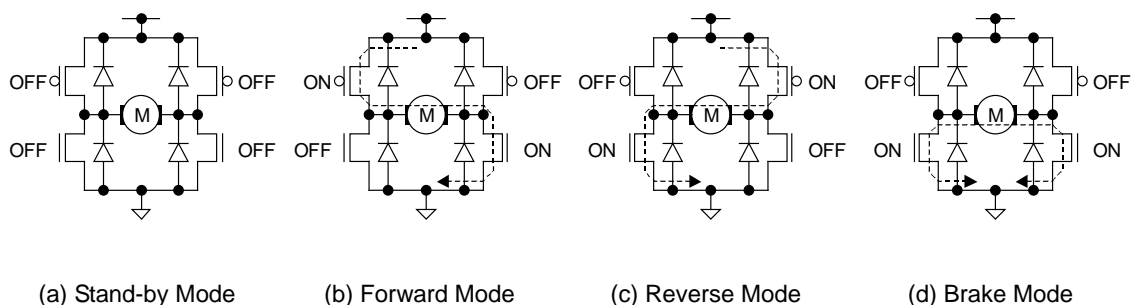 OFF OFF ON OFF OFF ON OFF OFF
M M M M
OFF OFF OFF ON ON OFF ON ON
(a) Stand-by Mode (b) Forward Mode (c) Reverse Mode (d) Brake Mode